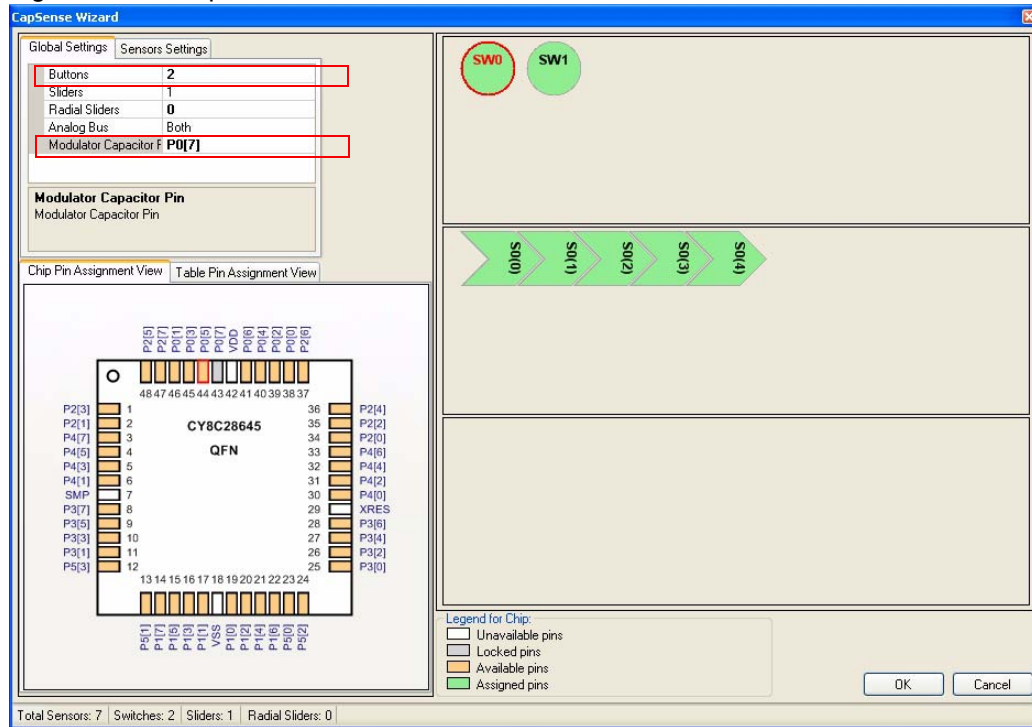 CapSense Wizard
Global Settings Sensors Settings
Buttons 2
Sliders 1
Radial Sliders 0
Analog Bus Both
Modulator Capacitor P P0[7]
Modulator Capacitor Pin
Modulator Capacitor Pin
Chip Pin Assignment View Table Pin Assignment View
P2[5] P2[7] P0[1] P0[3] P0[5] P0[7] VDD P0[6] P0[4] P0[2] P0[0] P2[6]
48 47 46 45 44 43 42 41 40 39 38 37
P2[3] 1 36 P2[4]
P2[1] 2 CY8C28645 35 P2[2]
P4[7] 3 34 P2[0]
P4[5] 4 QFN 33 P4[6]
P4[3] 5 32 P4[4]
P4[1] 6 31 P4[2]
SMP 7 30 P4[0]
P3[7] 8 29 XRES
P3[5] 9 28 P3[6]
P3[3] 10 27 P3[4]
P3[1] 11 26 P3[2]
P5[3] 12 25 P3[0]
13 14 15 16 17 18 19 20 21 22 23 24
P5[1] P1[7] P1[5] P1[3] P1[1] VSS P1[0] P1[2] P1[4] P1[6] P5[0] P5[2]
SW0 SW1
S0(0) S0(1) S0(2) S0(3) S0(4)
Legend for Chip:
Unavailable pins
Locked pins
Available pins
Assigned pins
OK Cancel
Total Sensors: 7 Switches: 2 Sliders: 1 Radial Sliders: 0